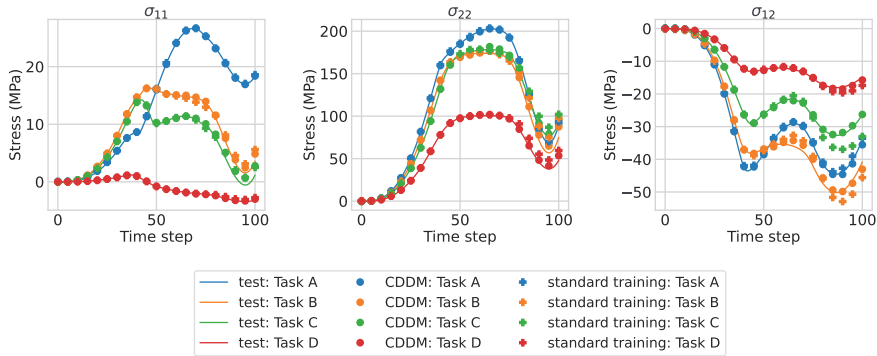 σ11
σ22
σ12
Stress (MPa)
20
10
0
0
50
100
Time step
Stress (MPa)
200
150
100
50
0
0
50
100
Time step
Stress (MPa)
0
−10
−20
−30
−40
−50
0
50
100
Time step
test: Task A
CDDM: Task A
standard training: Task A
test: Task B
CDDM: Task B
standard training: Task B
test: Task C
CDDM: Task C
standard training: Task C
test: Task D
CDDM: Task D
standard training: Task D